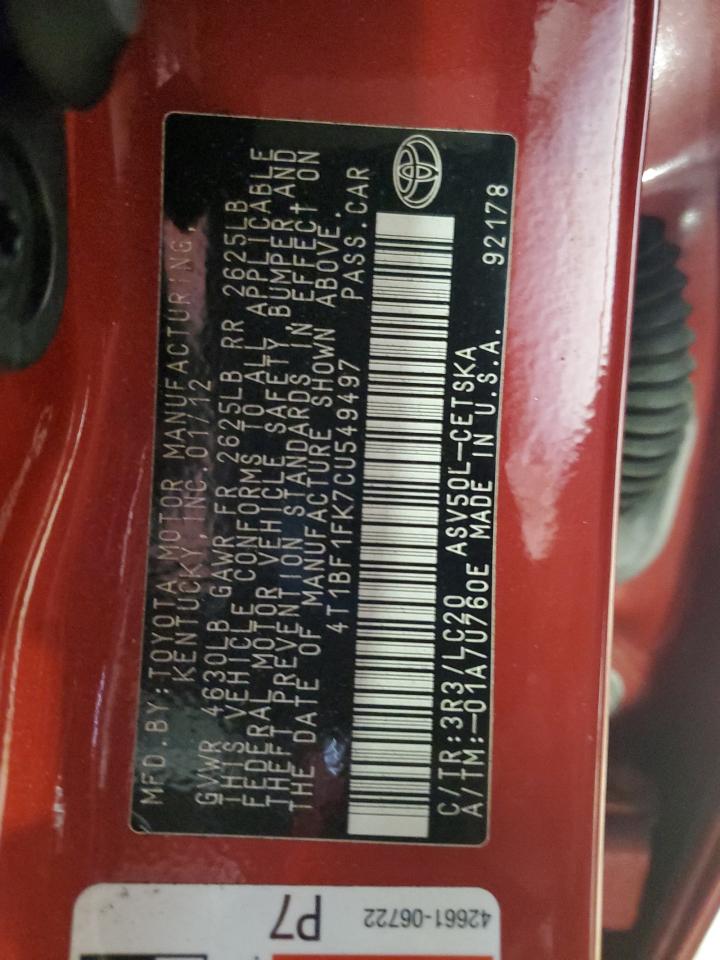 MFD.BY:TOYOTA MOTOR MANUFACTURING,
KENTUCKY,INC.01/12
GVWR 4630LB GAWR FR 2625LB RR 2625LB
THIS VEHICLE CONFORMS TO ALL APPLICABLE
FEDERAL MOTOR VEHICLE SAFETY, BUMPER AND
THEFT PREVENTION STANDARDS IN EFFECT ON
THE DATE OF MANUFACTURE SHOWN ABOVE.
4T1BF1FK7CU549497 PASS.CAR
C/TR:3R3/LC20 ASV50L-CETSKA
A/TM:-01A70760E MADE IN U.S.A. 92178
P7
42661-06722